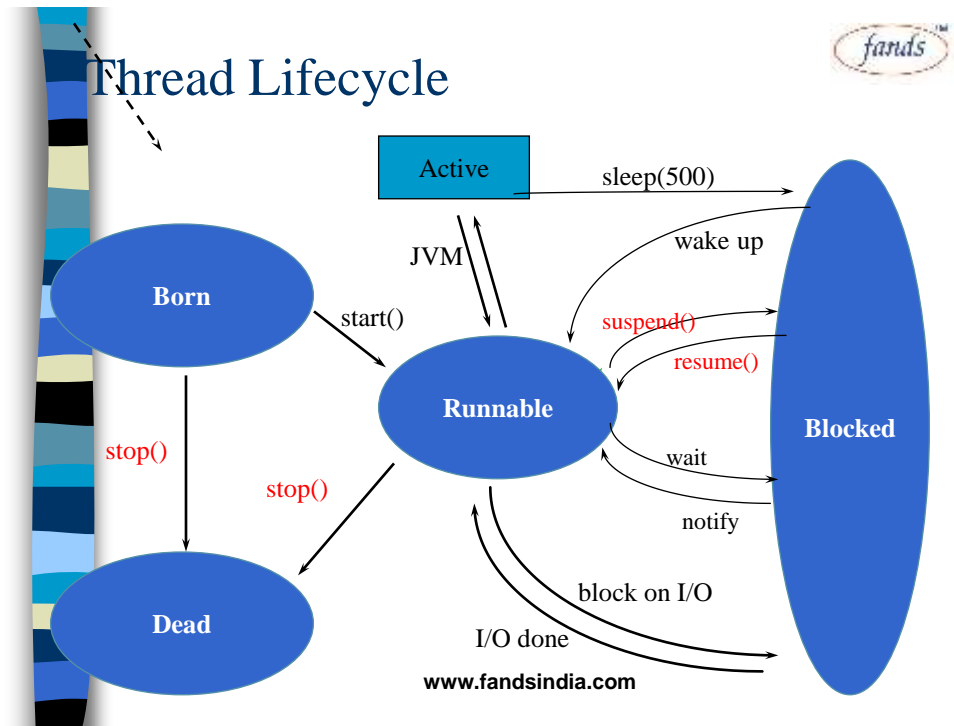 Thread Lifecycle
fands
Active
sleep(500)
wake up
JVM
Born
start()
suspend()
resume()
Runnable
Blocked
stop()
stop()
wait
notify
block on I/O
I/O done
Dead
www.fandsindia.com